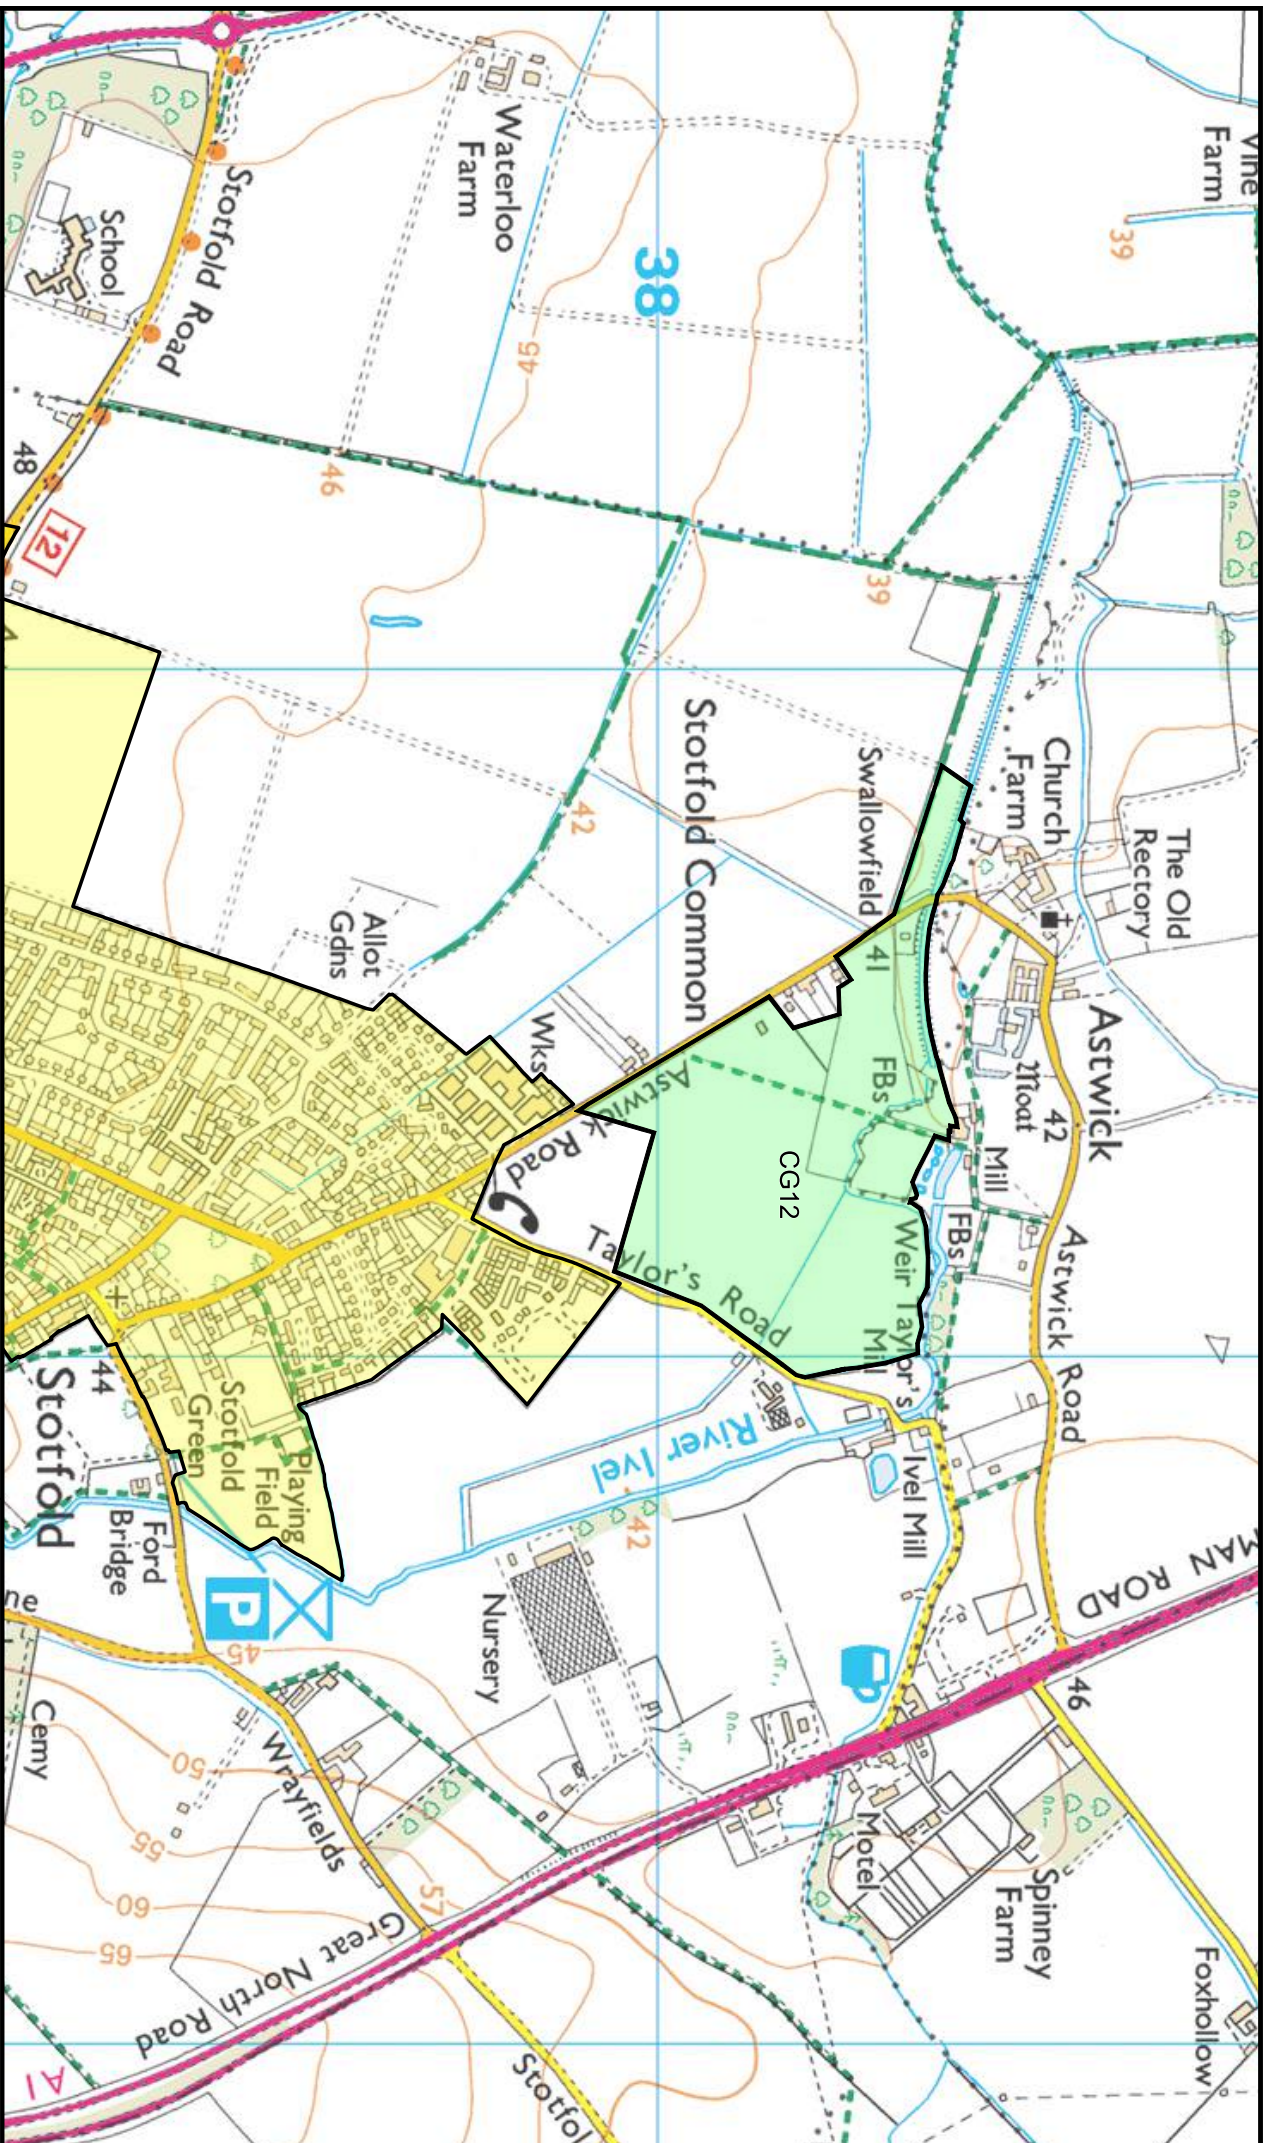 Vine
Farm
39
Foxhollow
The Old
Rectory
Astwick
MAN ROAD
46
Church
Farm
Moat
42
Astwick Road
Mill
FBs
Spinney
Farm
Swallowfield
41
FBs
Weir
Taylor's
Mill
Ivel Mill
Motel
39
CG12
38
Stotfold Common
Astwick Road
Taylor's Road
River Ivel
42
Waterloo
Farm
45
42
Wks
Nursery
Stotfol
46
Allot
Gdns
57
Great North Road
Playing
Field
Stotfold
Green
P
45
Wrayfields
Stotfold Road
School
50
55
60
65
Ford
Bridge
44
Stotfold
12
48
Cemy
ne
A1